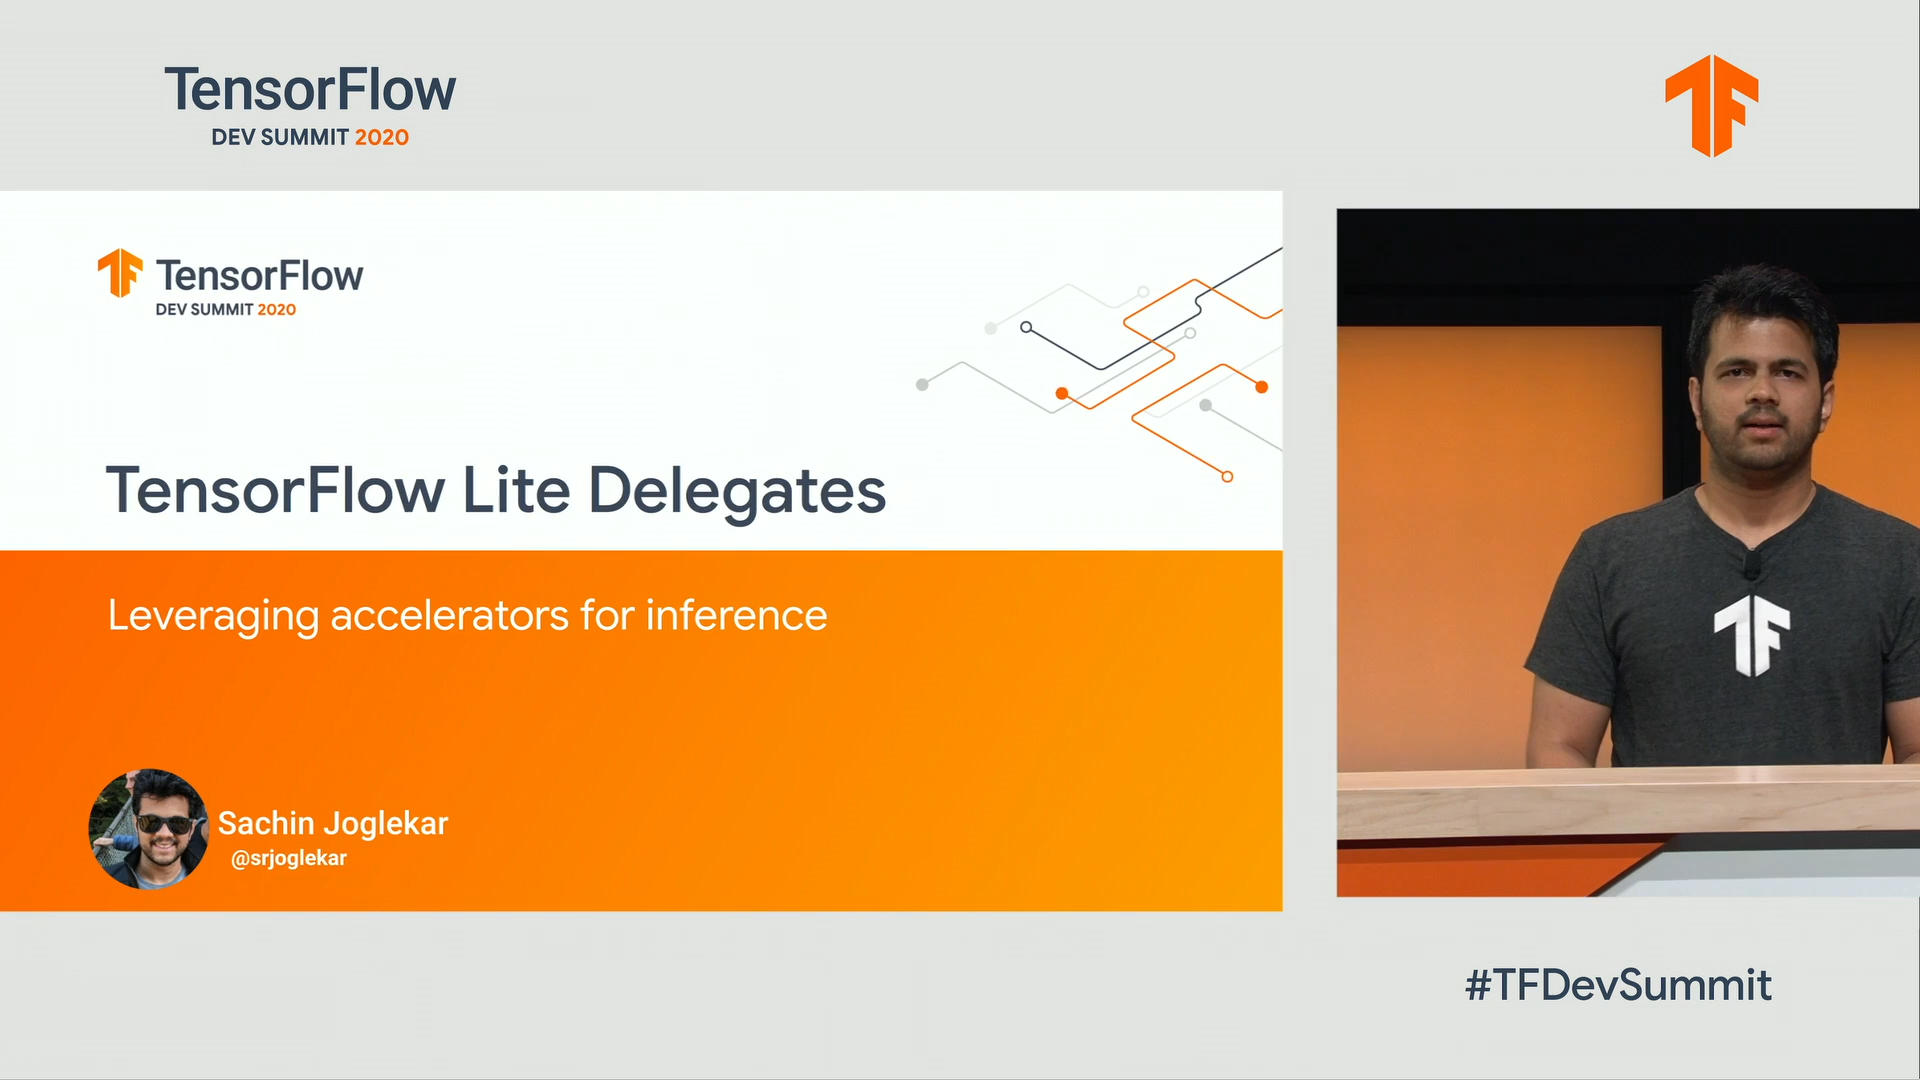 TensorFlow
DEV SUMMIT 2020
TensorFlow
DEV SUMMIT 2020
TensorFlow Lite Delegates
Leveraging accelerators for inference
Sachin Joglekar
@srjoglekar
#TFDevSummit